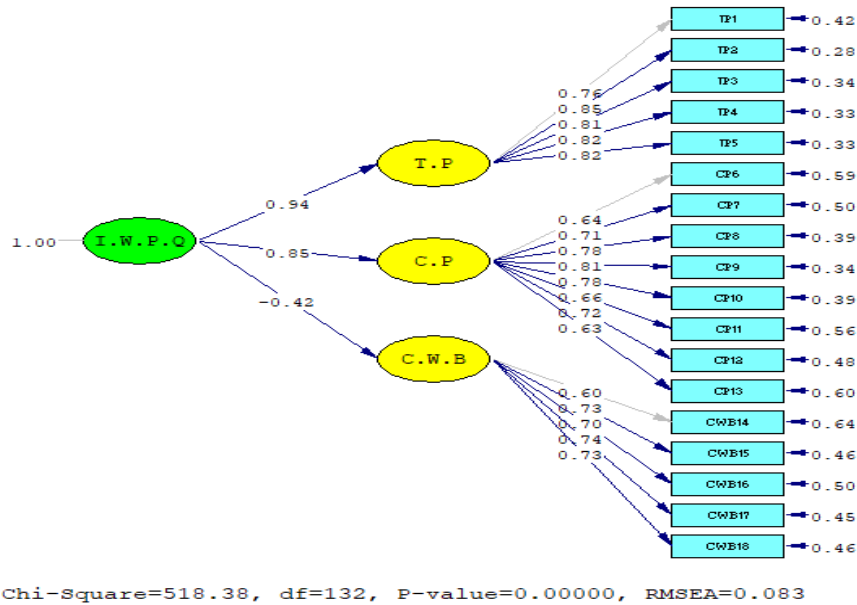 TP1
0.42
TP2
0.28
TP3
0.34
TP4
0.33
TP5
0.33
CP6
0.59
CP7
0.50
CP8
0.39
CP9
0.34
CP10
0.39
CP11
0.56
CP12
0.48
CP13
0.60
CWB14
0.64
CWB15
0.46
CWB16
0.50
CWB17
0.45
CWB18
0.46
0.76
0.85
0.81
0.82
0.82
0.64
0.71
0.78
0.81
0.78
0.66
0.72
0.63
0.60
0.73
0.70
0.74
0.73
T.P
C.P
C.W.B
0.94
0.85
-0.42
1.00
I.W.P.Q
Chi-Square=518.38, df=132, P-value=0.00000, RMSEA=0.083